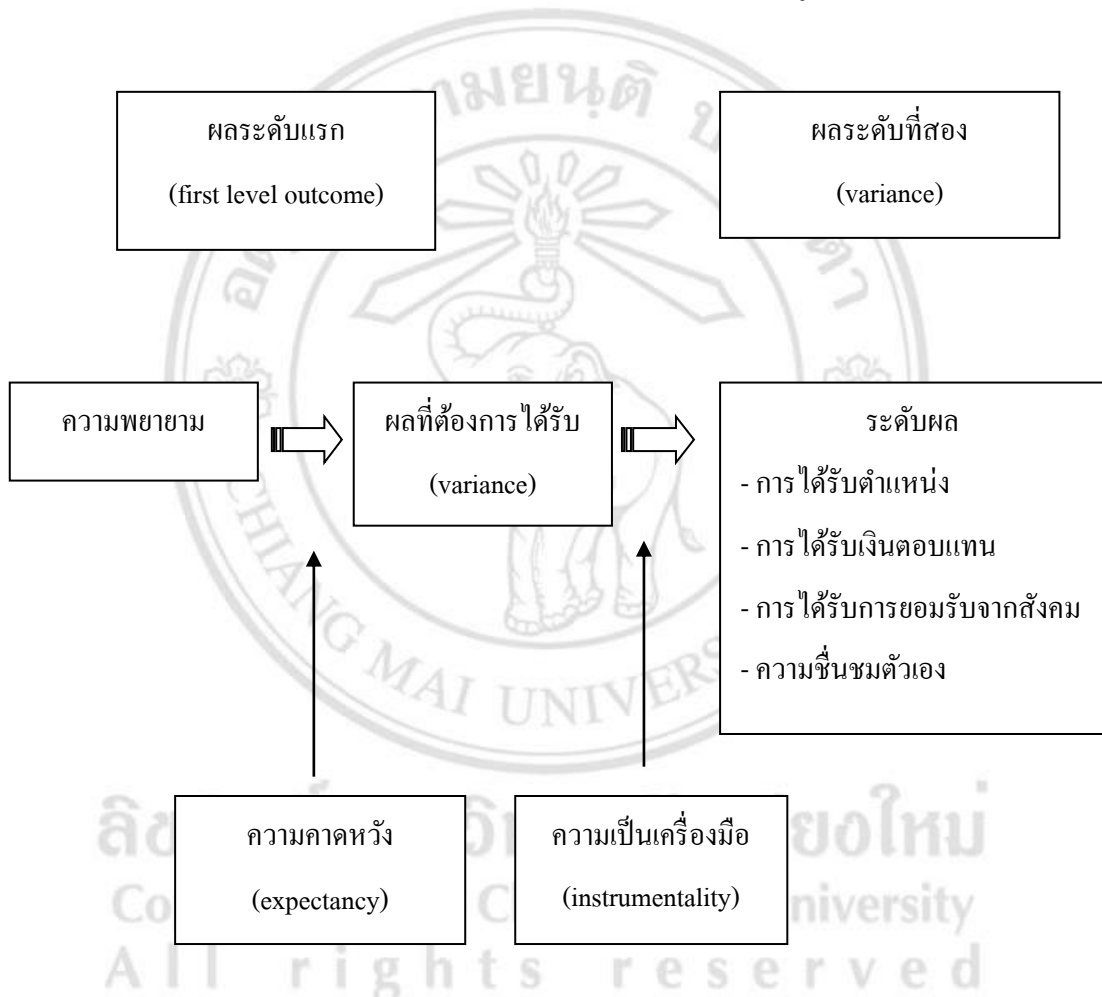 ผลระดับแรก
(first level outcome)
ผลระดับที่สอง
(variance)
ความพยายาม
ผลที่ต้องการได้รับ
(variance)
ระดับผล
- การได้รับตำแหน่ง
- การได้รับเงินตอบแทน
- การได้รับการยอมรับจากสังคม
- ความชื่นชมตัวเอง
ความคาดหวัง
(expectancy)
ความเป็นเครื่องมือ
(instrumentality)
CHIANG MAI UNIVERS
All rights reserved